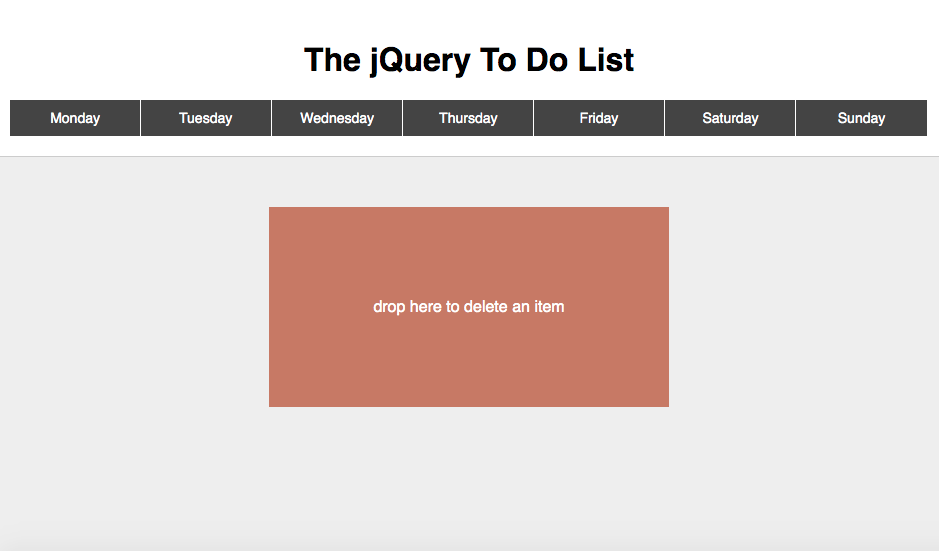 The jQuery To Do List
Monday Tuesday Wednesday Thursday Friday Saturday Sunday
drop here to delete an item